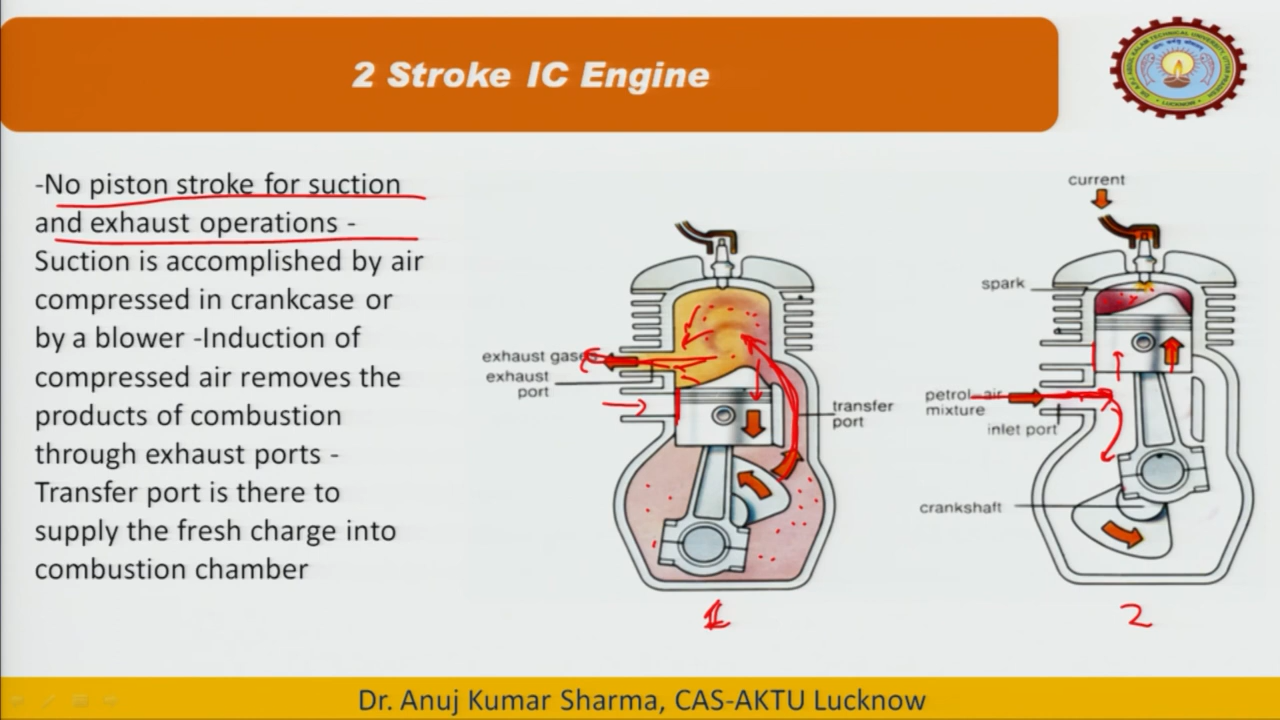 2 Stroke IC Engine
-No piston stroke for suction
and exhaust operations -
Suction is accomplished by air
compressed in crankcase or
by a blower -Induction of
compressed air removes the
products of combustion
through exhaust ports -
Transfer port is there to
supply the fresh charge into
combustion chamber
exhaust gases
exhaust
port
transfer
port
1
current
spark
petrol-air
mixture
inlet port
crankshaft
2
LUCKNOW
Dr. Anuj Kumar Sharma, CAS-AKTU Lucknow